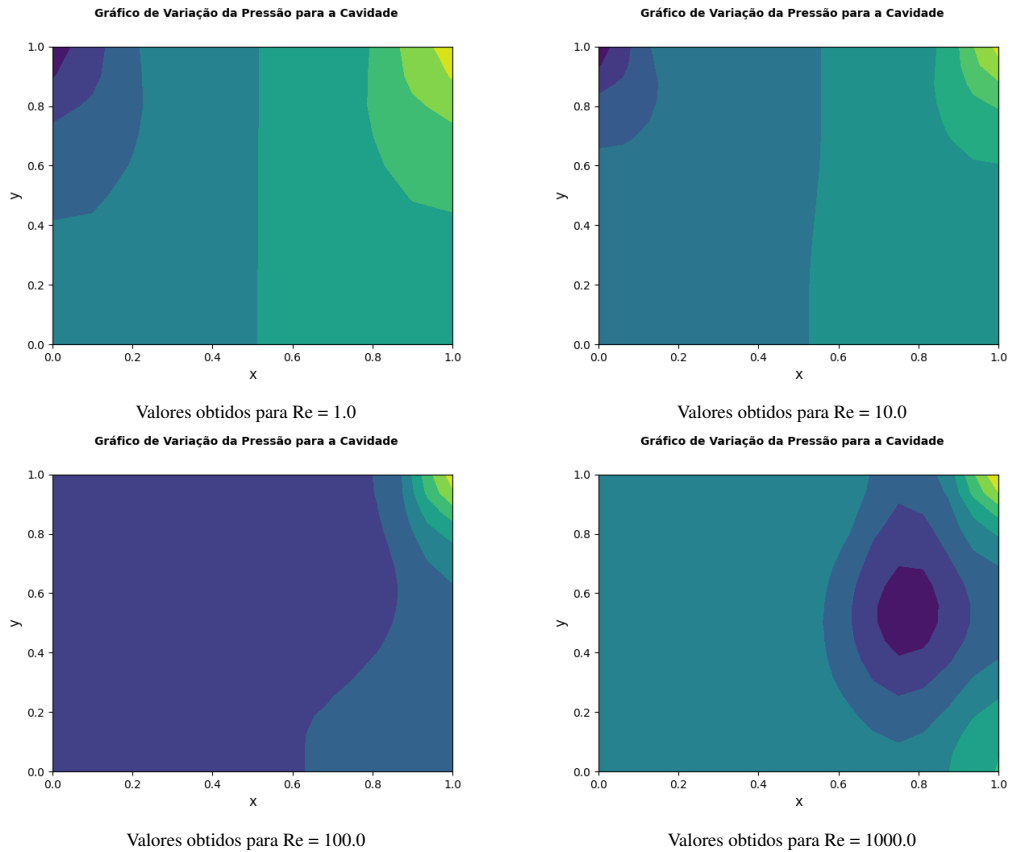 Gráfico de Variação da Pressão para a Cavidade
1.0
0.8
0.6
y
0.4
0.2
0.0
0.0 0.2 0.4 0.6 0.8 1.0
x
Valores obtidos para Re = 1.0
Gráfico de Variação da Pressão para a Cavidade
1.0
0.8
0.6
y
0.4
0.2
0.0
0.0 0.2 0.4 0.6 0.8 1.0
x
Valores obtidos para Re = 10.0
Gráfico de Variação da Pressão para a Cavidade
1.0
0.8
0.6
y
0.4
0.2
0.0
0.0 0.2 0.4 0.6 0.8 1.0
x
Valores obtidos para Re = 100.0
Gráfico de Variação da Pressão para a Cavidade
1.0
0.8
0.6
y
0.4
0.2
0.0
0.0 0.2 0.4 0.6 0.8 1.0
x
Valores obtidos para Re = 1000.0